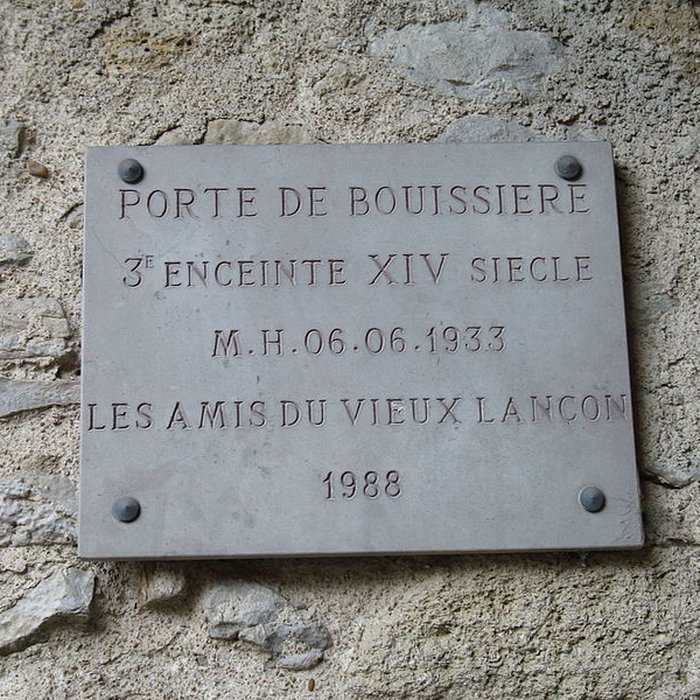 PORTE DE BOUISSIERE
3E ENCEINTE XIV SIECLE
M.H.06.06.1933
LES AMIS DU VIEUX LANÇON
1988